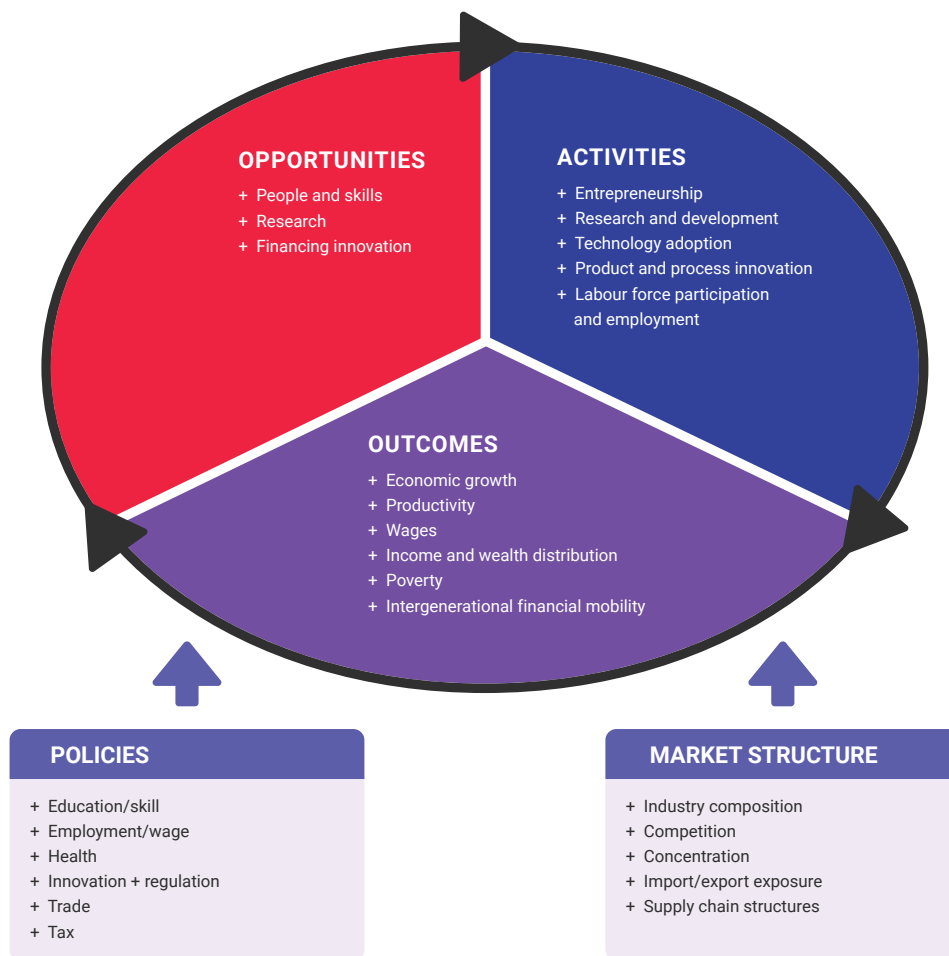 OPPORTUNITIES
+ People and skills
+ Research
+ Financing innovation
ACTIVITIES
+ Entrepreneurship
+ Research and development
+ Technology adoption
+ Product and process innovation
+ Labour force participation
and employment
OUTCOMES
+ Economic growth
+ Productivity
+ Wages
+ Income and wealth distribution
+ Poverty
+ Intergenerational financial mobility
POLICIES
+ Education/skill
+ Employment/wage
+ Health
+ Innovation + regulation
+ Trade
+ Tax
MARKET STRUCTURE
+ Industry composition
+ Competition
+ Concentration
+ Import/export exposure
+ Supply chain structures